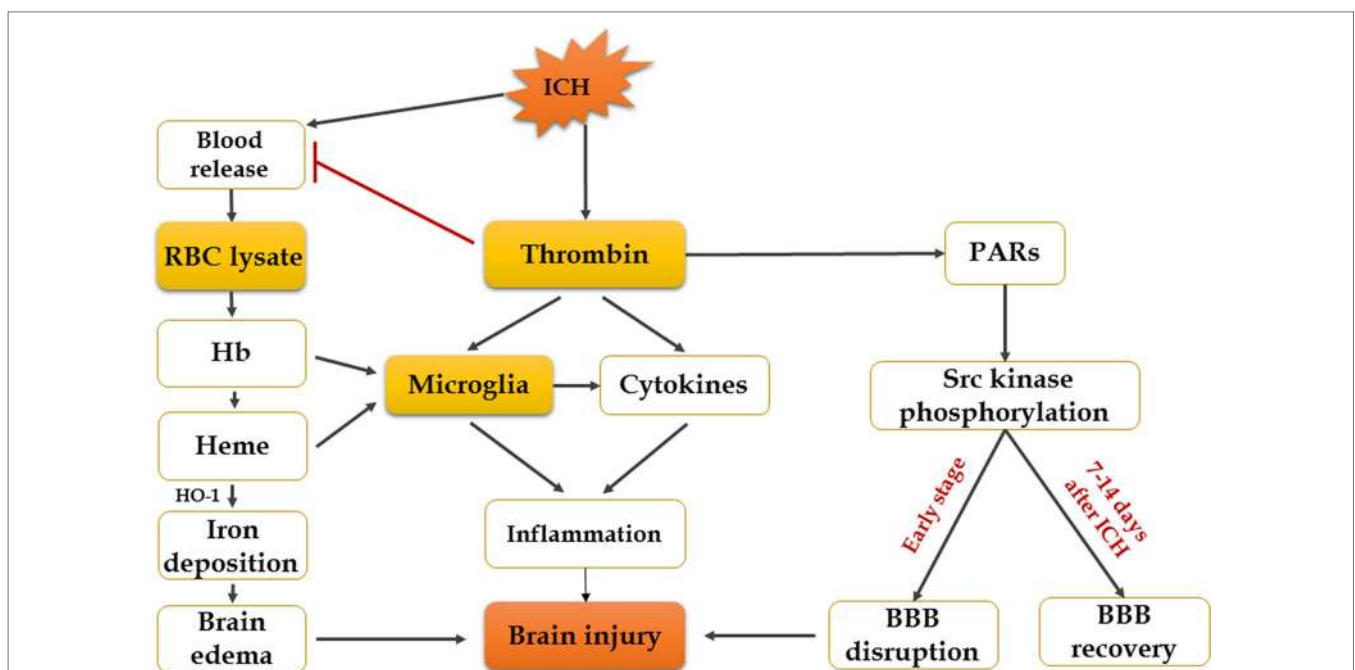 ICH
Blood
release
RBC lysate
Thrombin
PARs
Hb
Microglia
Cytokines
Src kinase
phosphorylation
Heme
HO-1
Early stage
7-14 days
after ICH
Iron
deposition
Inflammation
Brain
edema
Brain injury
BBB
disruption
BBB
recovery